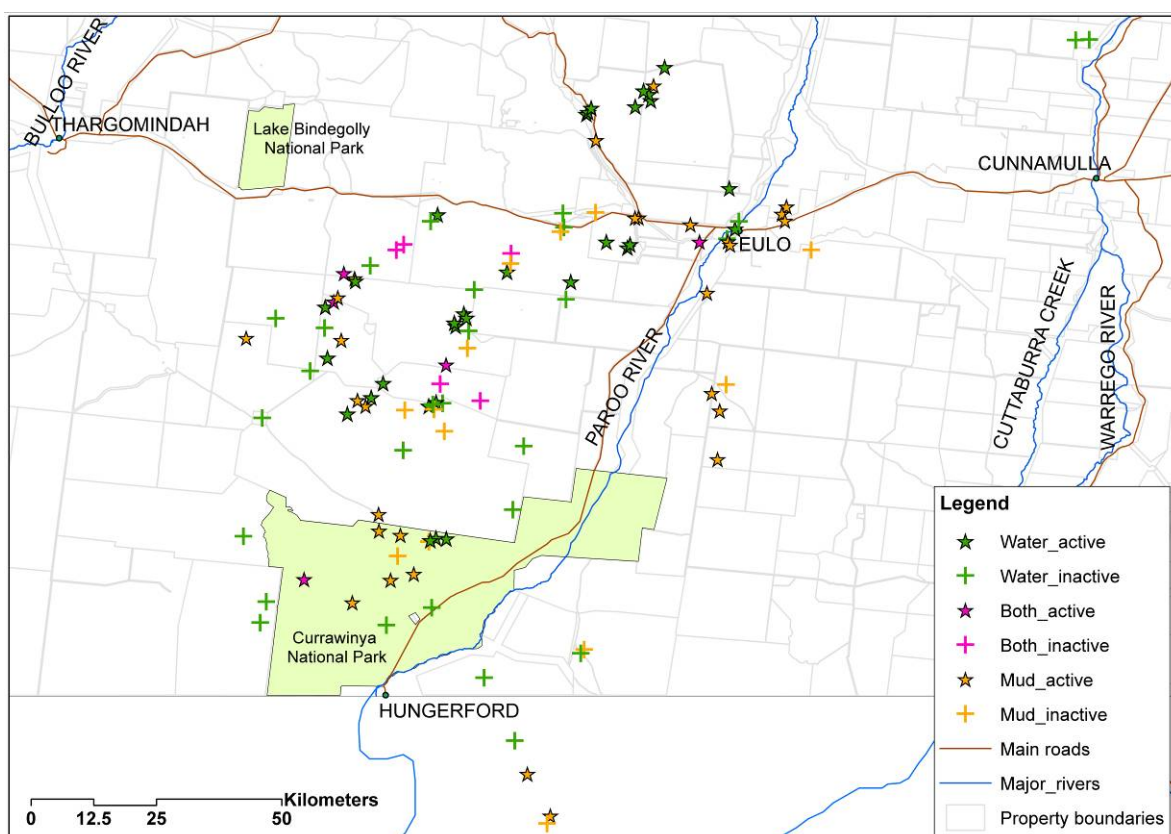 BULLOO RIVER
THARGOMINDAH
Lake Bindegolly
National Park
CUNNAMULLA
EULO
PAROO RIVER
CUTTABURRA CREEK
WARREGO RIVER
Currawinya
National Park
HUNGERFORD
Legend
Water_active
Water_inactive
Both_active
Both_inactive
Mud_active
Mud_inactive
Main roads
Major_rivers
Property boundaries
Kilometers
0 12.5 25 50